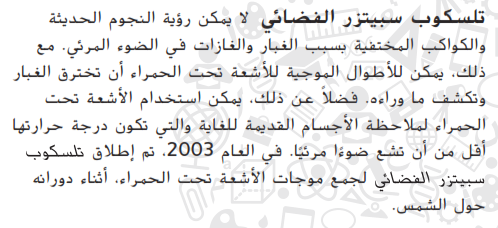 تلسكوب سبيتزر الفضائي لا يمكن رؤية النجوم الحديثة
والكواكب المختفية بسبب الغبار والغازات في الضوء المرئي. مع
ذلك، يمكن للأطوال الموجية للأشعة تحت الحمراء أن تخترق الغبار
وتكشف ما وراءه. فضلاً عن ذلك، يمكن استخدام الأشعة تحت
الحمراء لملاحظة الأجسام القديمة للغاية والتي تكون درجة حرارتها
أقل من أن تشع ضوءًا مرئيًا. في العام 2003، تم إطلاق تلسكوب
سبيتزر الفضائي لجمع موجات الأشعة تحت الحمراء، أثناء دورانه
حول الشمس.